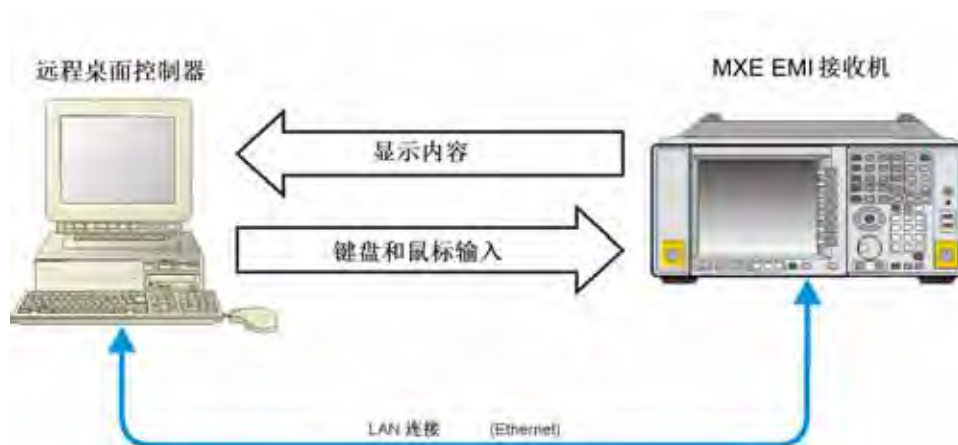 远程桌面控制器
MXE EMI 接收机
显示内容
键盘和鼠标输入
LAN 连接 (Ethernet)